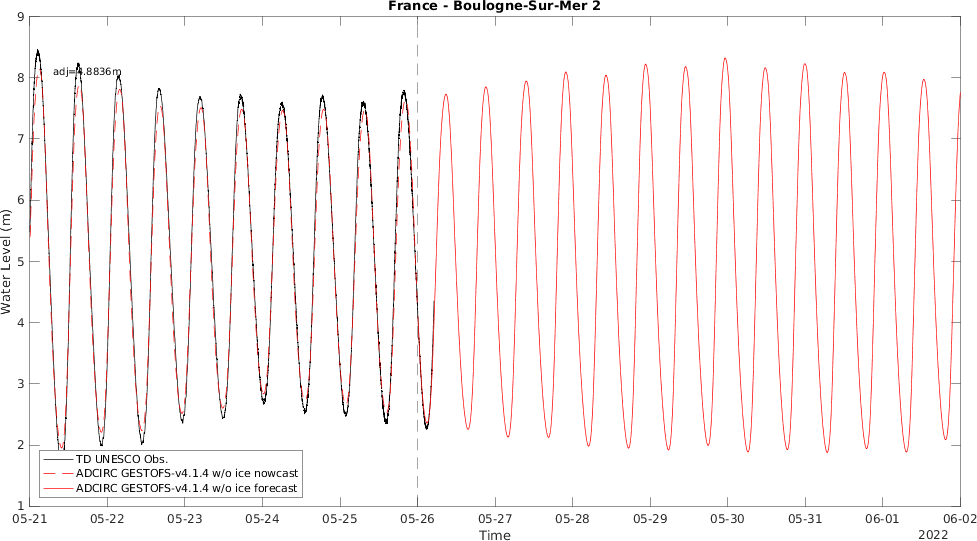 France - Boulogne-Sur-Mer 2
9
8
7
6
5
4
3
2
1
Water Level (m)
adj=4.8836m
TD UNESCO Obs.
ADCIRC GESTOFS-v4.1.4 w/o ice nowcast
ADCIRC GESTOFS-v4.1.4 w/o ice forecast
05-21 05-22 05-23 05-24 05-25 05-26 05-27 05-28 05-29 05-30 05-31 06-01 06-02
Time
2022